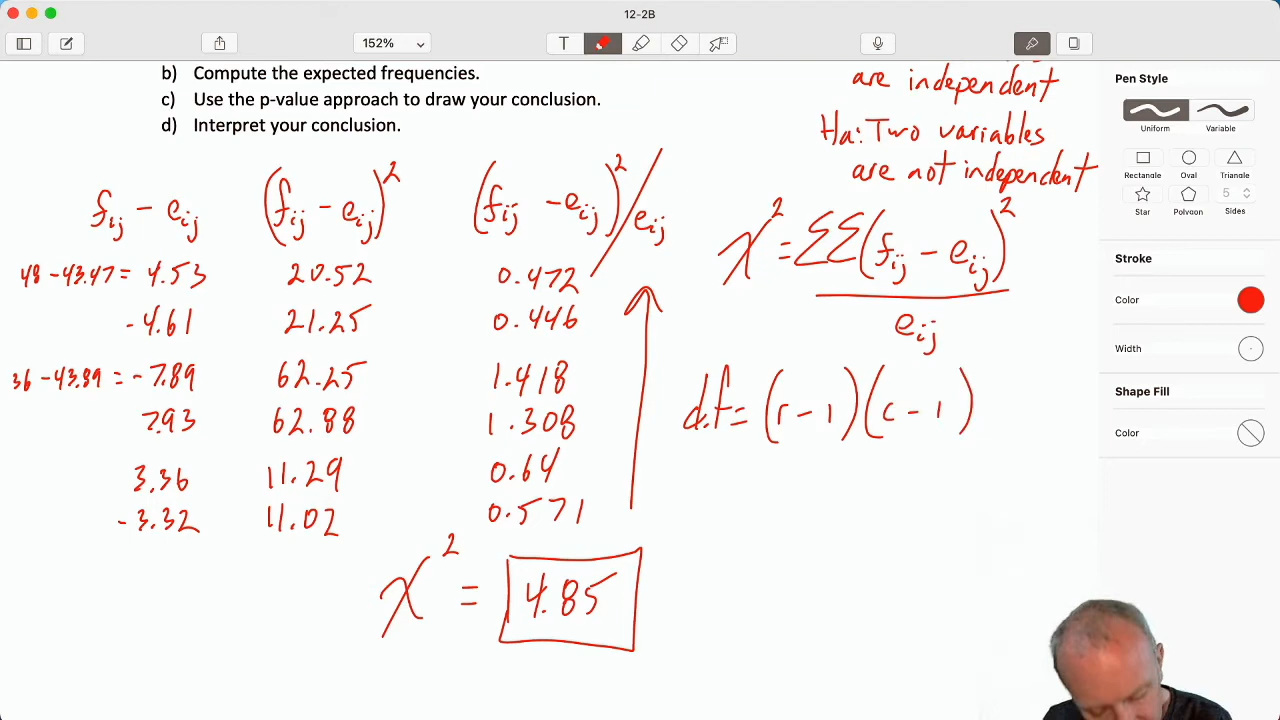 12-2B
152%
T
b) Compute the expected frequencies.
c) Use the p-value approach to draw your conclusion.
d) Interpret your conclusion.
are independent
Ha: Two variables
are not independent
fij - eij
(fij - eij)²
(fij - eij)² / eij
48 - 43.47 = 4.53 20.52 0.472
-4.61 21.25 0.446
36 - 43.89 = -7.89 62.25 1.418
7.93 62.88 1.308
3.36 11.29 0.64
-3.32 11.02 0.571
χ² = 4.85
χ² = ΣΣ(fij - eij)²
eij
d.f = (r - 1)(c - 1)
Pen Style
Uniform Variable
Rectangle Oval Triangle
Star Polygon 5 Sides
Stroke
Color
Width
Shape Fill
Color